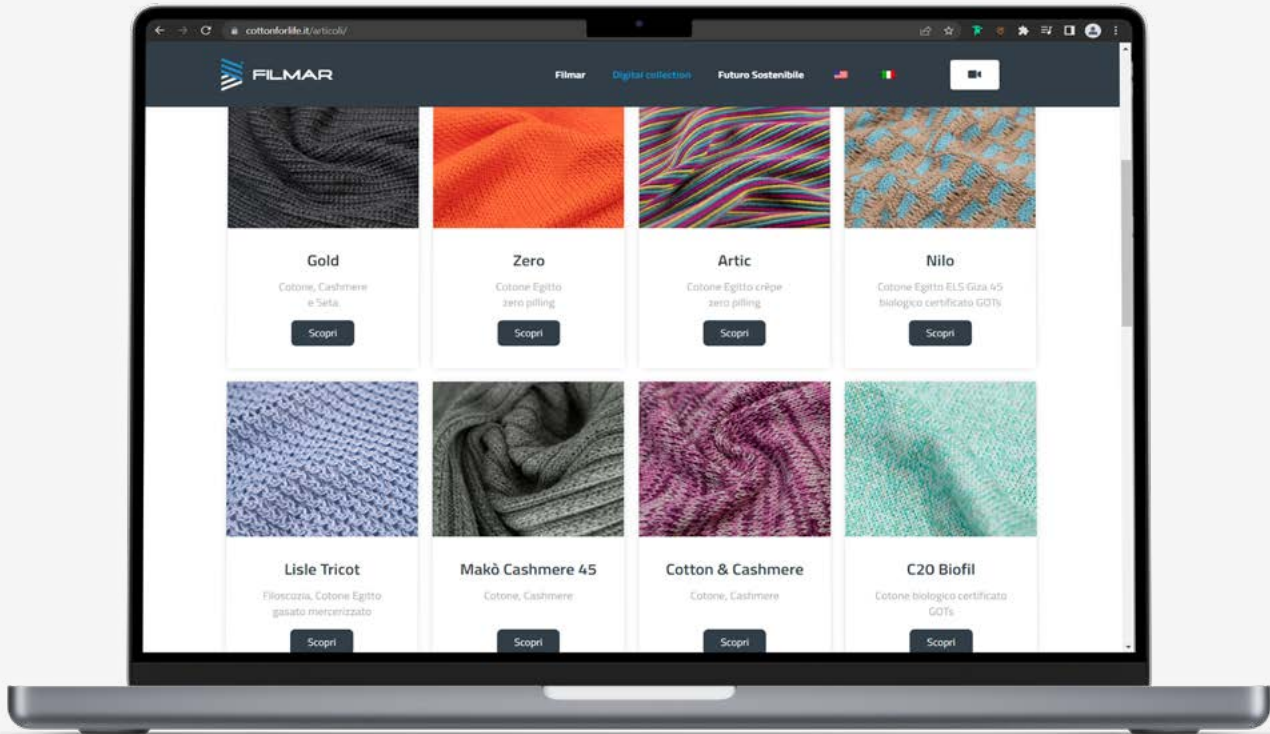 cottonforlife.it/articoli/
FILMAR
Filmar
Digital collection
Futuro Sostenibile
Gold
Cotone, Cashmere
e Seta.
Scopri
Zero
Cotone Egitto
zero pilling
Scopri
Artic
Cotone Egitto crêpe
zero pilling
Scopri
Nilo
Cotone Egitto ELS Giza 45
biologico certificato GOTs
Scopri
Lisle Tricot
Filoscozia, Cotone Egitto
gasato mercerizzato
Scopri
Makò Cashmere 45
Cotone, Cashmere
Scopri
Cotton & Cashmere
Cotone, Cashmere
Scopri
C20 Biofil
Cotone biologico certificato
GOTs
Scopri